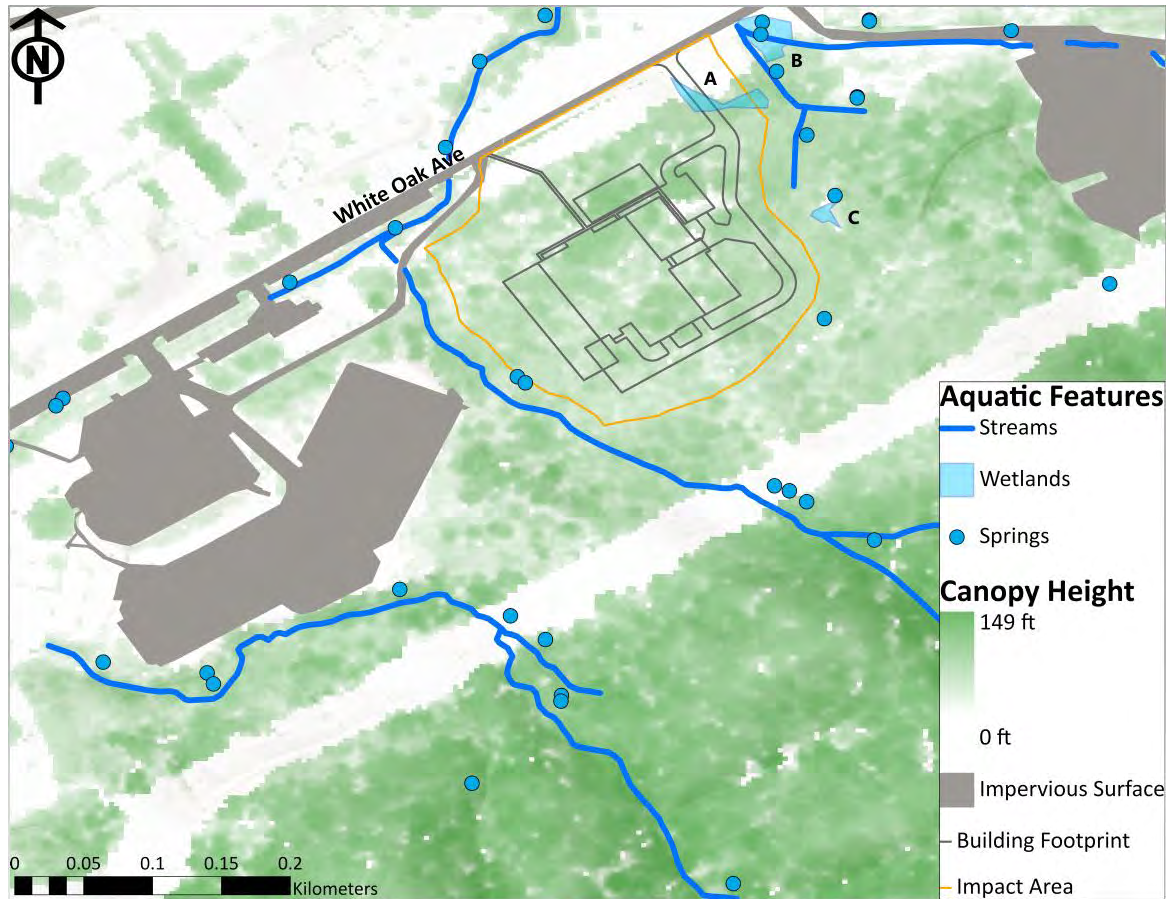 N
A
B
White Oak Ave
C
Aquatic Features
Streams
Wetlands
Springs
Canopy Height
149 ft
0 ft
Impervious Surface
Building Footprint
Impact Area
0 0.05 0.1 0.15 0.2
Kilometers